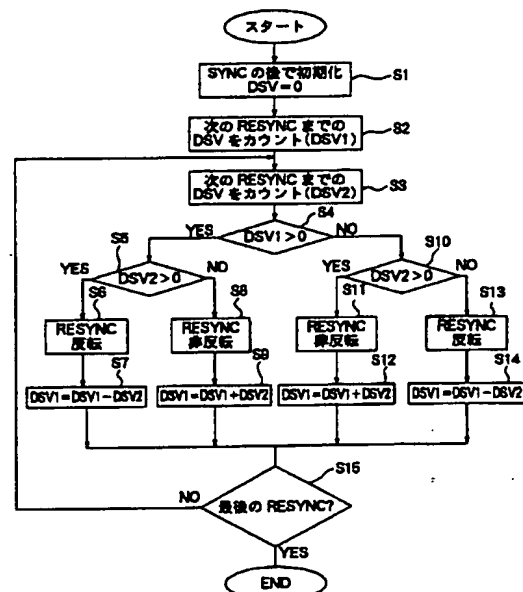 スタート
SYNC の後で初期化
DSV=0
S1
次の RESYNC までの
DSV をカウント(DSV1)
S2
次の RESYNC までの
DSV をカウント(DSV2)
S3
S4
YES
DSV1>0
NO
S5
YES
DSV2>0
NO
S10
YES
DSV2>0
NO
S6
RESYNC
反転
S8
RESYNC
非反転
S11
RESYNC
非反転
S13
RESYNC
反転
S7
DSV1=DSV1-DSV2
S9
DSV1=DSV1+DSV2
S12
DSV1=DSV1+DSV2
S14
DSV1=DSV1-DSV2
S15
NO
最後の RESYNC?
YES
END